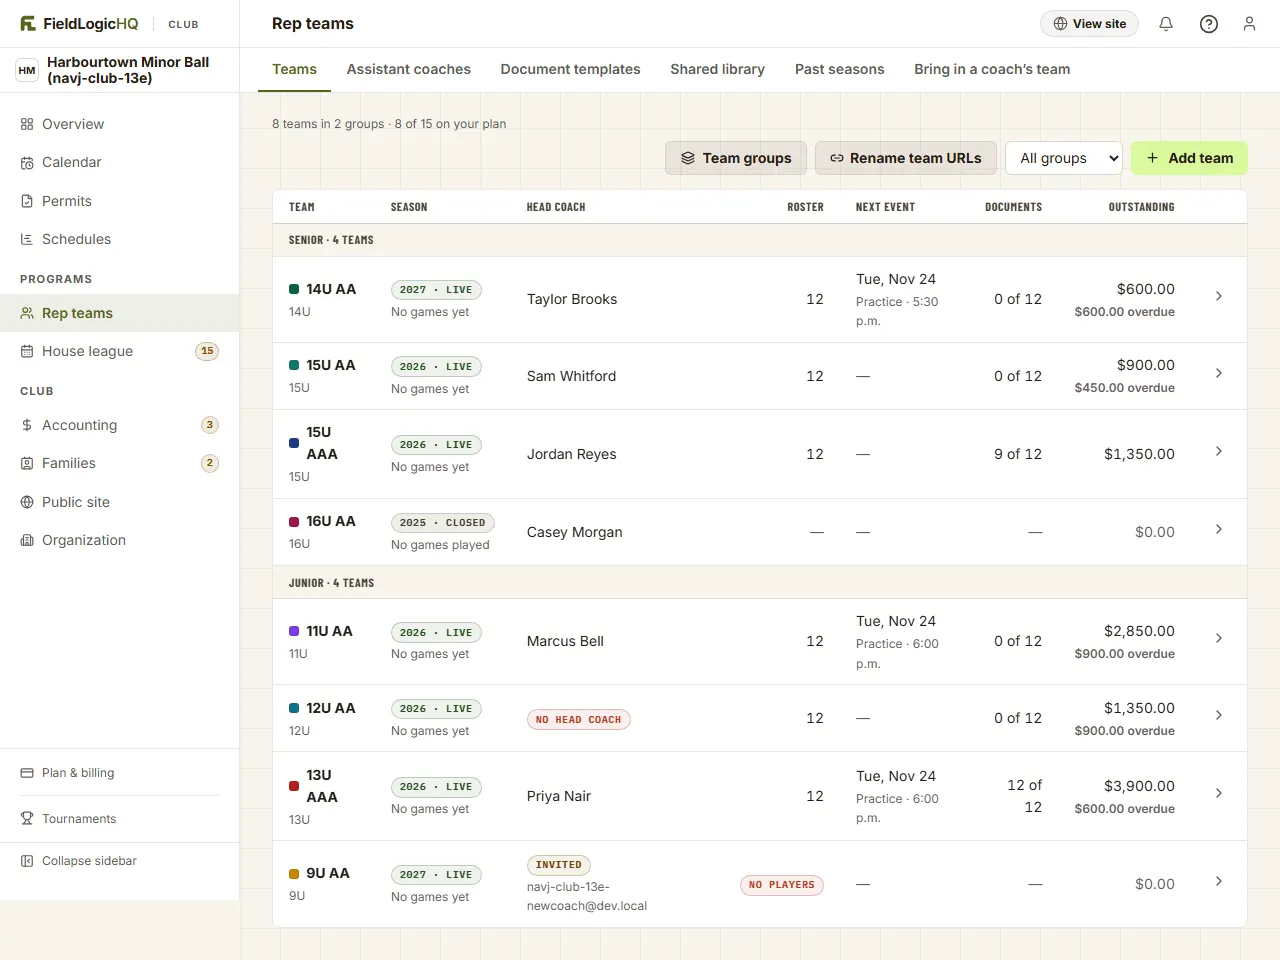 FieldLogicHQ
CLUB
Rep teams
View site
HM
Harbourtown Minor Ball
(navj-club-13e)
Teams
Assistant coaches
Document templates
Shared library
Past seasons
Bring in a coach’s team
Overview
Calendar
Permits
Schedules
PROGRAMS
Rep teams
House league 15
CLUB
Accounting 3
Families 2
Public site
Organization
Plan & billing
Tournaments
Collapse sidebar
8 teams in 2 groups · 8 of 15 on your plan
Team groups
Rename team URLs
All groups
+ Add team
TEAM SEASON HEAD COACH ROSTER NEXT EVENT DOCUMENTS OUTSTANDING
SENIOR · 4 TEAMS
14U AA
14U
2027 · LIVE
No games yet
Taylor Brooks
12
Tue, Nov 24
Practice · 5:30
p.m.
0 of 12
$600.00
$600.00 overdue
15U AA
15U
2026 · LIVE
No games yet
Sam Whitford
12
—
0 of 12
$900.00
$450.00 overdue
15U
AAA
15U
2026 · LIVE
No games yet
Jordan Reyes
12
—
9 of 12
$1,350.00
16U AA
16U
2025 · CLOSED
No games played
Casey Morgan
—
—
—
$0.00
JUNIOR · 4 TEAMS
11U AA
11U
2026 · LIVE
No games yet
Marcus Bell
12
Tue, Nov 24
Practice · 6:00
p.m.
0 of 12
$2,850.00
$900.00 overdue
12U AA
12U
2026 · LIVE
No games yet
NO HEAD COACH
12
—
0 of 12
$1,350.00
$900.00 overdue
13U
AAA
13U
2026 · LIVE
No games yet
Priya Nair
12
Tue, Nov 24
Practice · 6:00
p.m.
12 of
12
$3,900.00
$600.00 overdue
9U AA
9U
2027 · LIVE
No games yet
INVITED
navj-club-13e-
newcoach@dev.local
NO PLAYERS
—
—
$0.00